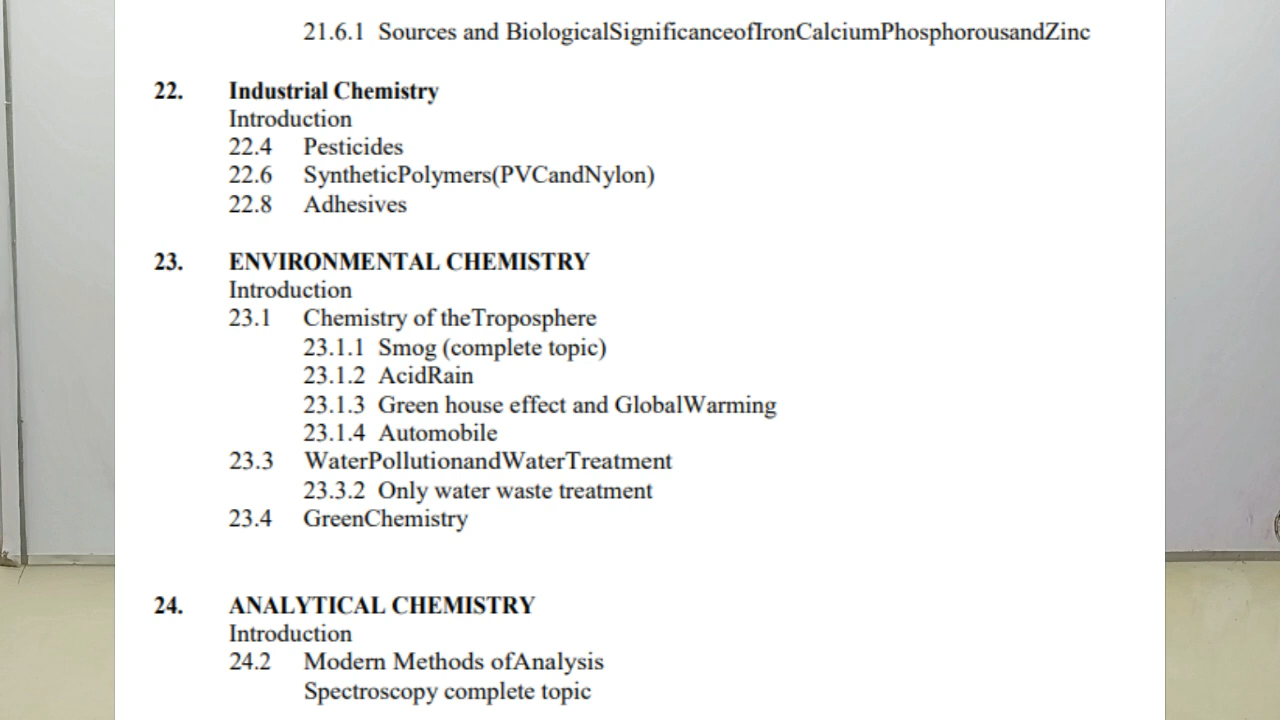 21.6.1 Sources and BiologicalSignificanceofIronCalciumPhosphorousandZinc
22. Industrial Chemistry
Introduction
22.4 Pesticides
22.6 SyntheticPolymers(PVCandNylon)
22.8 Adhesives
23. ENVIRONMENTAL CHEMISTRY
Introduction
23.1 Chemistry of theTroposphere
23.1.1 Smog (complete topic)
23.1.2 AcidRain
23.1.3 Green house effect and GlobalWarming
23.1.4 Automobile
23.3 WaterPollutionandWaterTreatment
23.3.2 Only water waste treatment
23.4 GreenChemistry
24. ANALYTICAL CHEMISTRY
Introduction
24.2 Modern Methods ofAnalysis
Spectroscopy complete topic